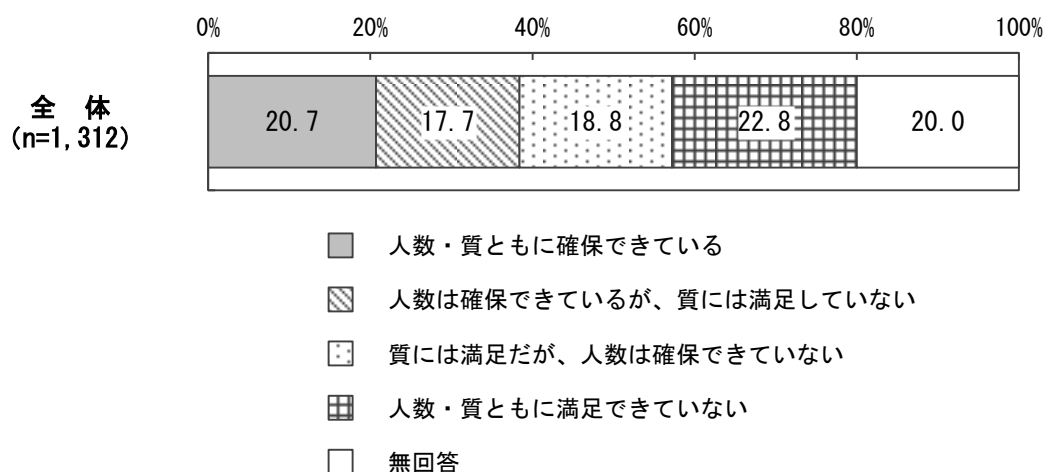 0% 20% 40% 60% 80% 100%
全 体
(n=1,312)
20.7 17.7 18.8 22.8 20.0
人数・質ともに確保できている
人数は確保できているが、質には満足していない
質には満足だが、人数は確保できていない
人数・質ともに満足できていない
無回答